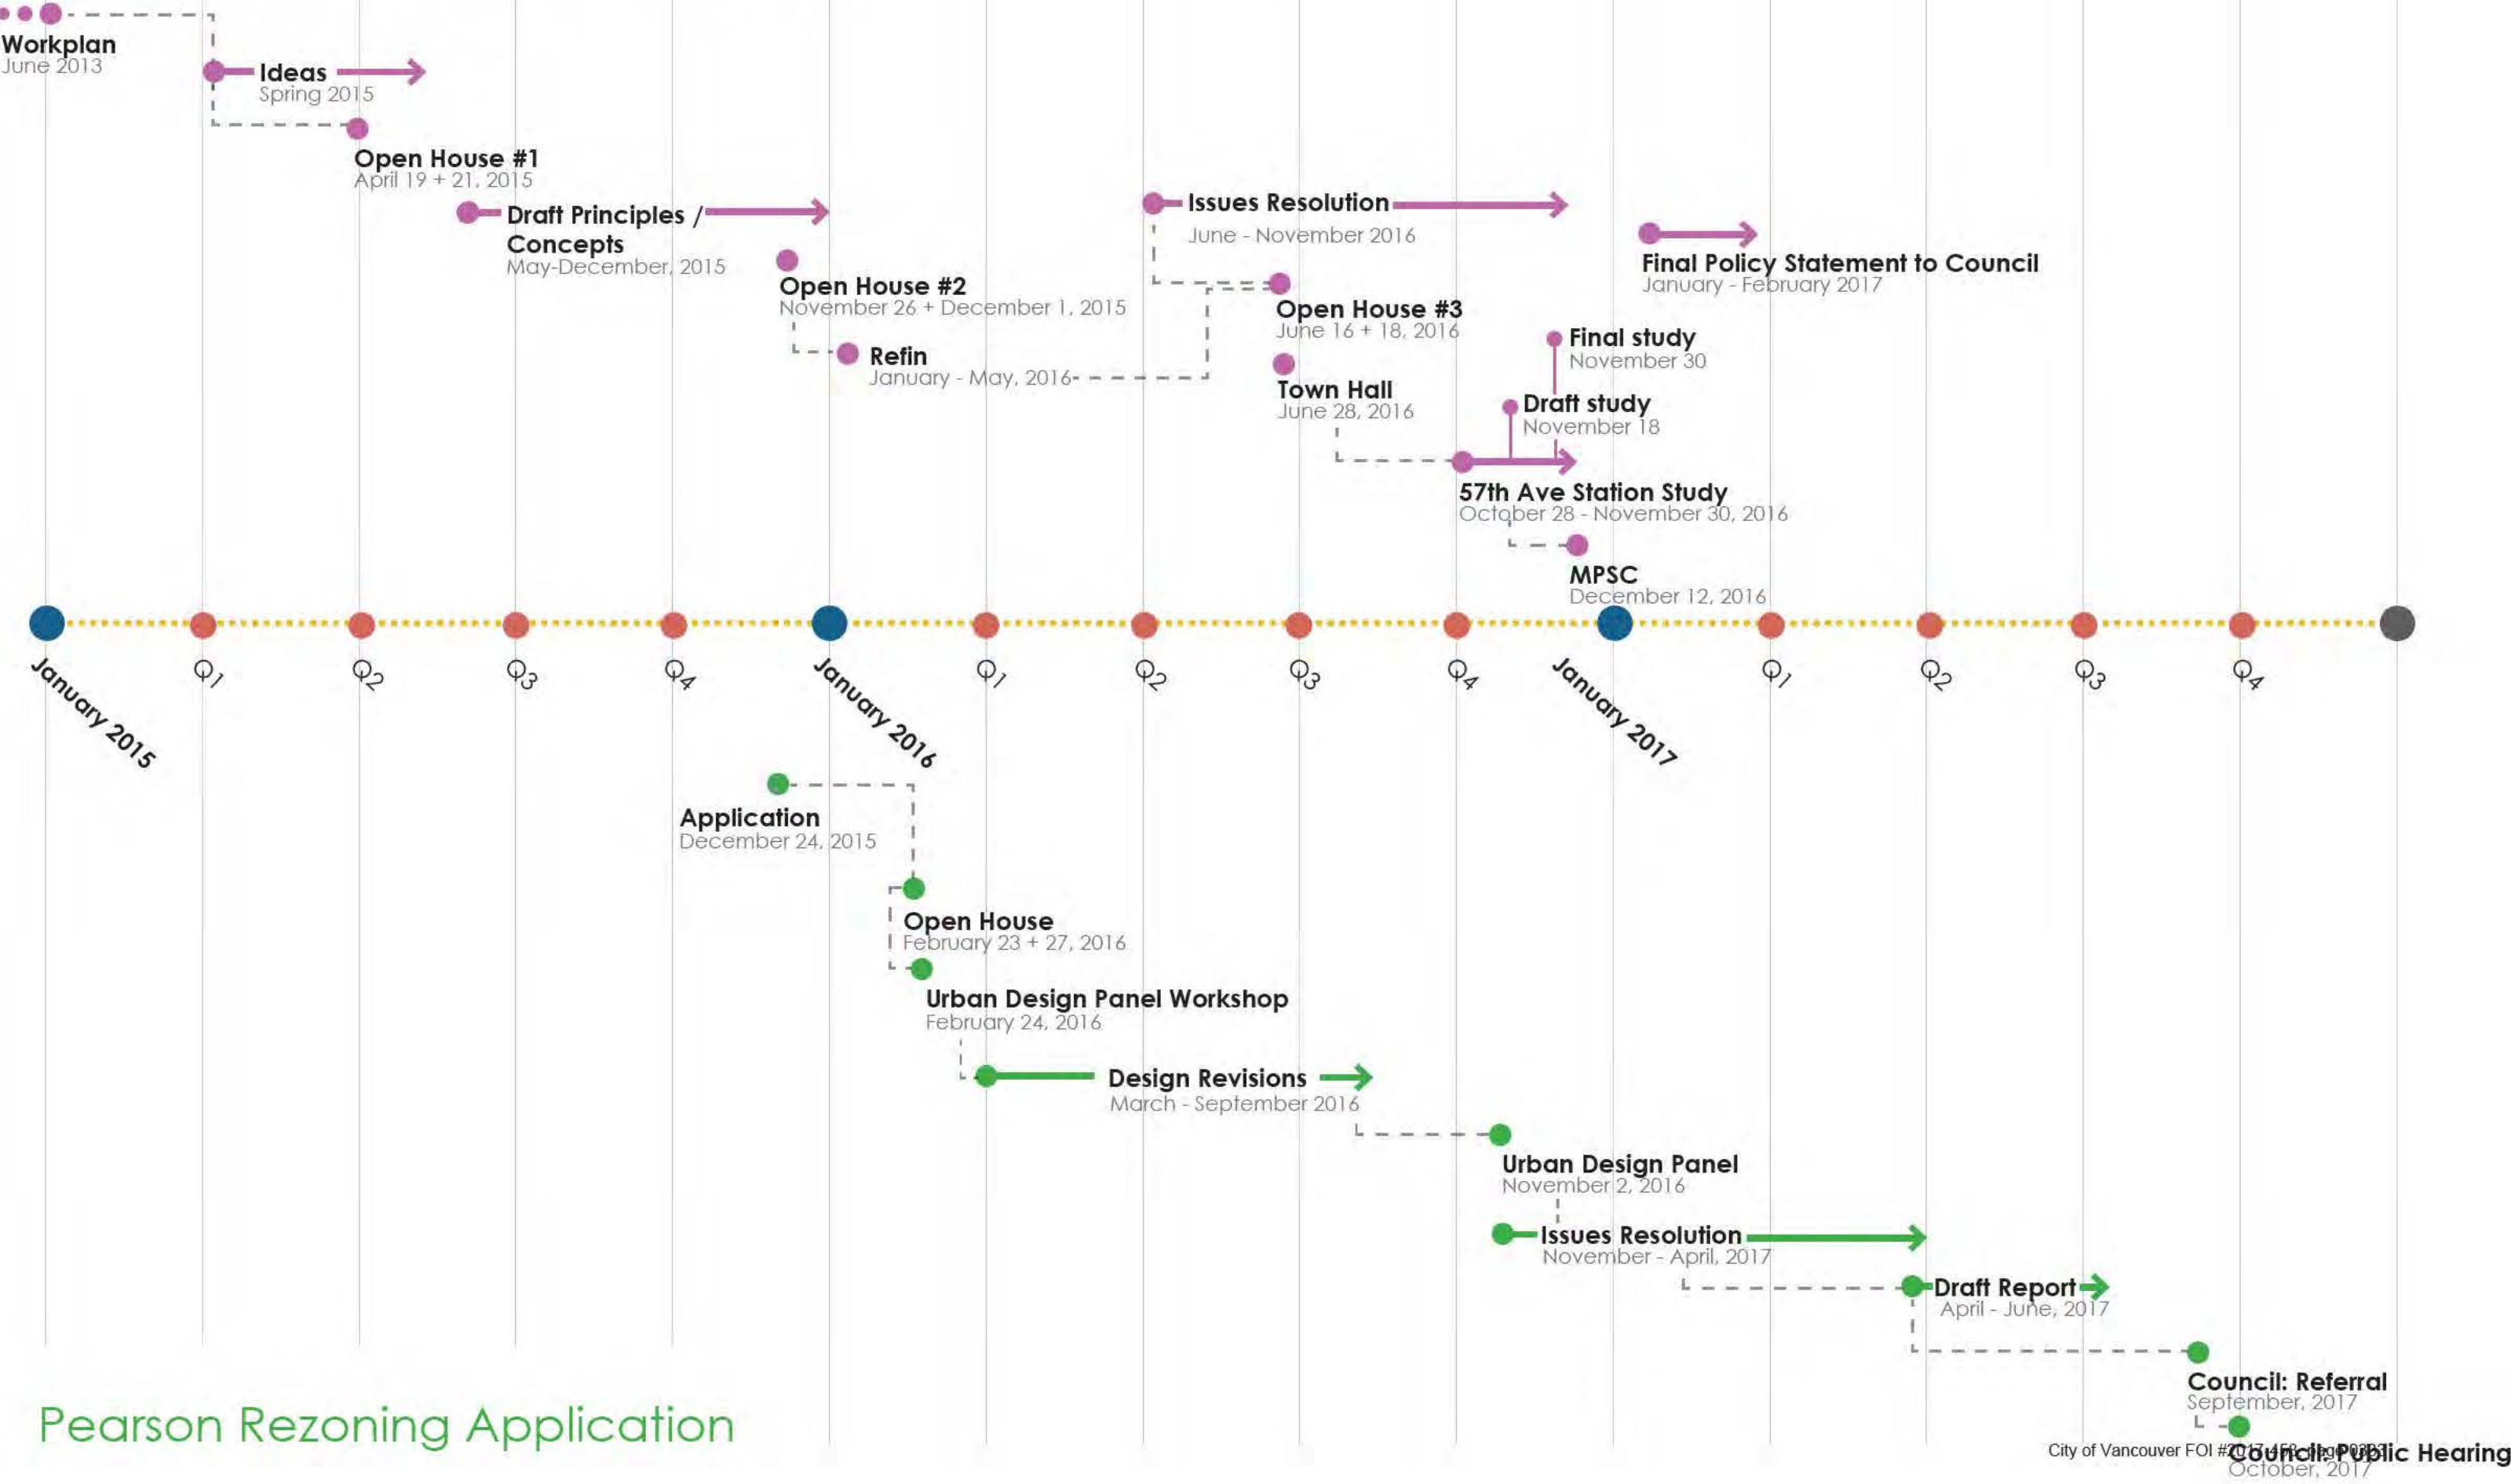 Workplan
June 2013
Ideas
Spring 2015
Open House #1
April 19 + 21, 2015
Draft Principles /
Concepts
May-December, 2015
Open House #2
November 26 + December 1, 2015
Refin
January - May, 2016
Issues Resolution
June - November 2016
Open House #3
June 16 + 18, 2016
Town Hall
June 28, 2016
Final Policy Statement to Council
January - February 2017
Final study
November 30
Draft study
November 18
57th Ave Station Study
October 28 - November 30, 2016
MPSC
December 12, 2016
January 2015
Q1
Q2
Q3
Q4
January 2016
Q1
Q2
Q3
Q4
January 2017
Q1
Q2
Q3
Q4
Application
December 24, 2015
Open House
February 23 + 27, 2016
Urban Design Panel Workshop
February 24, 2016
Design Revisions
March - September 2016
Urban Design Panel
November 2, 2016
Issues Resolution
November - April, 2017
Draft Report
April - June, 2017
Council: Referral
September, 2017
Council: Public Hearing
October, 2017
Pearson Rezoning Application
City of Vancouver FOI